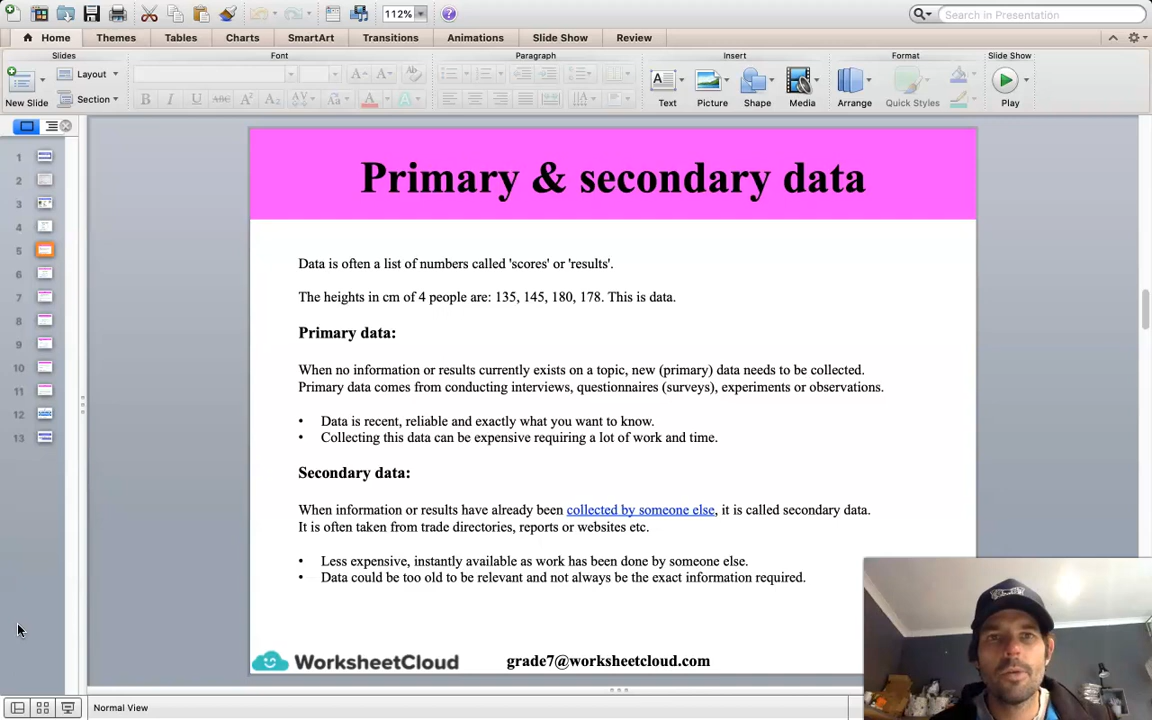 112%
Search in Presentation
Home Themes Tables Charts SmartArt Transitions Animations Slide Show Review
Slides Font Paragraph Insert Format Slide Show
New Slide Layout Section
B I U ABC A² A₂ AV Aa A A
Text Picture Shape Media Arrange Quick Styles Play
1
2
3
4
5
6
7
8
9
10
11
12
13
Primary & secondary data
Data is often a list of numbers called 'scores' or 'results'.
The heights in cm of 4 people are: 135, 145, 180, 178. This is data.
Primary data:
When no information or results currently exists on a topic, new (primary) data needs to be collected.
Primary data comes from conducting interviews, questionnaires (surveys), experiments or observations.
• Data is recent, reliable and exactly what you want to know.
• Collecting this data can be expensive requiring a lot of work and time.
Secondary data:
When information or results have already been collected by someone else, it is called secondary data.
It is often taken from trade directories, reports or websites etc.
• Less expensive, instantly available as work has been done by someone else.
• Data could be too old to be relevant and not always be the exact information required.
WorksheetCloud grade7@worksheetcloud.com
Normal View